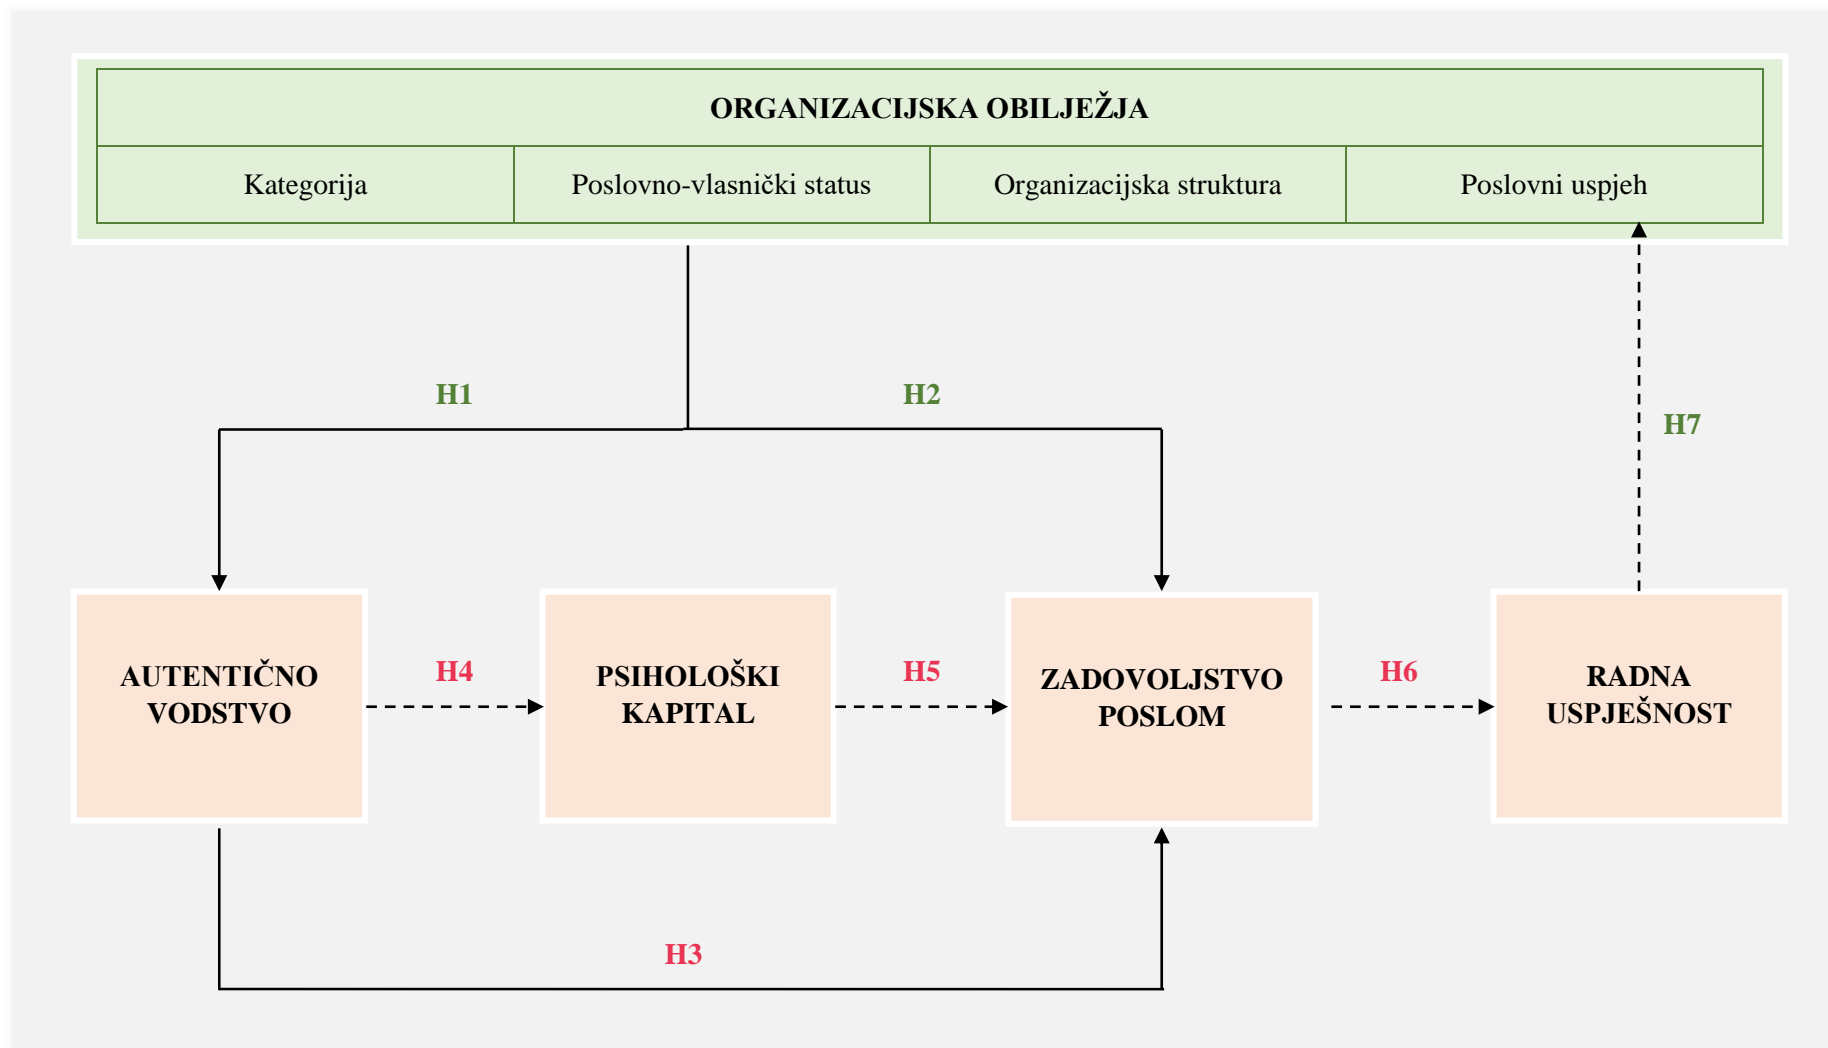 ORGANIZACIJSKA OBILJEŽJA
Kategorija
Poslovno-vlasnički status
Organizacijska struktura
Poslovni uspjeh
H1
H2
H7
AUTENTIČNO
VODSTVO
H4
PSIHOLOŠKI
KAPITAL
H5
ZADOVOLJSTVO
POSLOM
H6
RADNA
USPJEŠNOST
H3